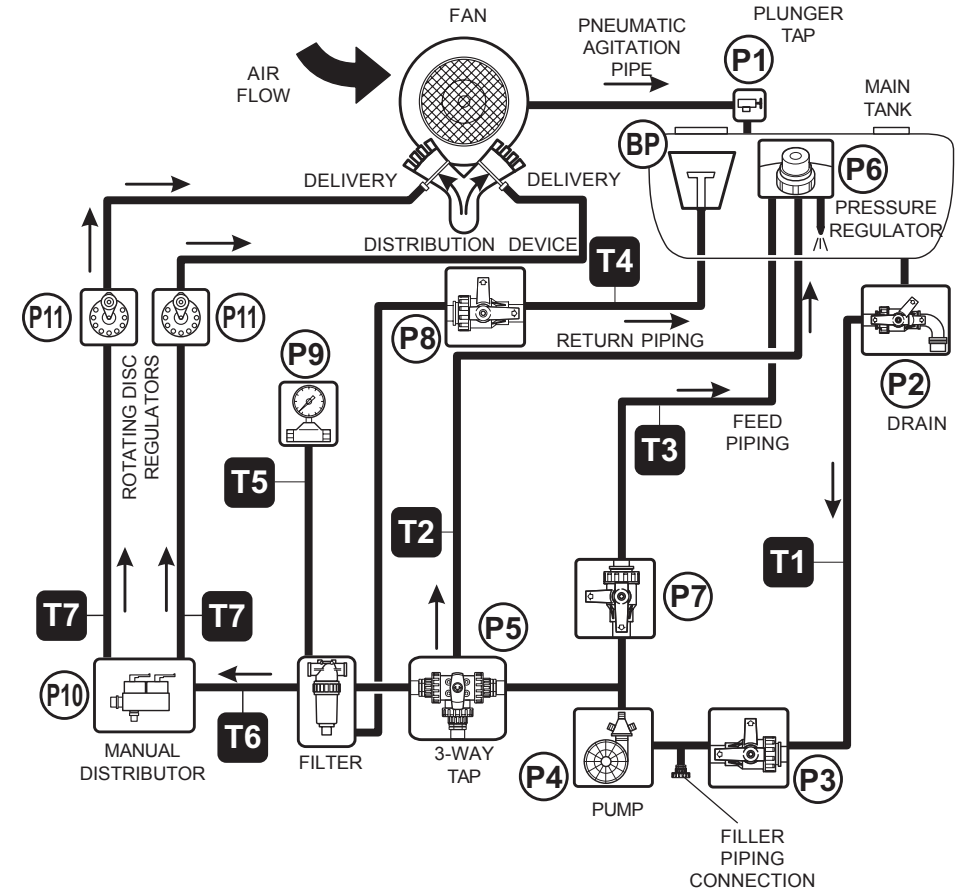 FAN
PLUNGER
TAP
PNEUMATIC
AGITATION
PIPE
P1
AIR
FLOW
MAIN
TANK
BP
P6
DELIVERY
DELIVERY
PRESSURE
REGULATOR
DISTRIBUTION DEVICE
T4
P11
P11
P8
RETURN PIPING
P9
P2
DRAIN
ROTATING DISC
REGULATORS
FEED
PIPING
T3
T5
T2
T1
P7
T7
T7
P5
P10
T6
MANUAL
DISTRIBUTOR
FILTER
3-WAY
TAP
P4
P3
PUMP
FILLER
PIPING
CONNECTION